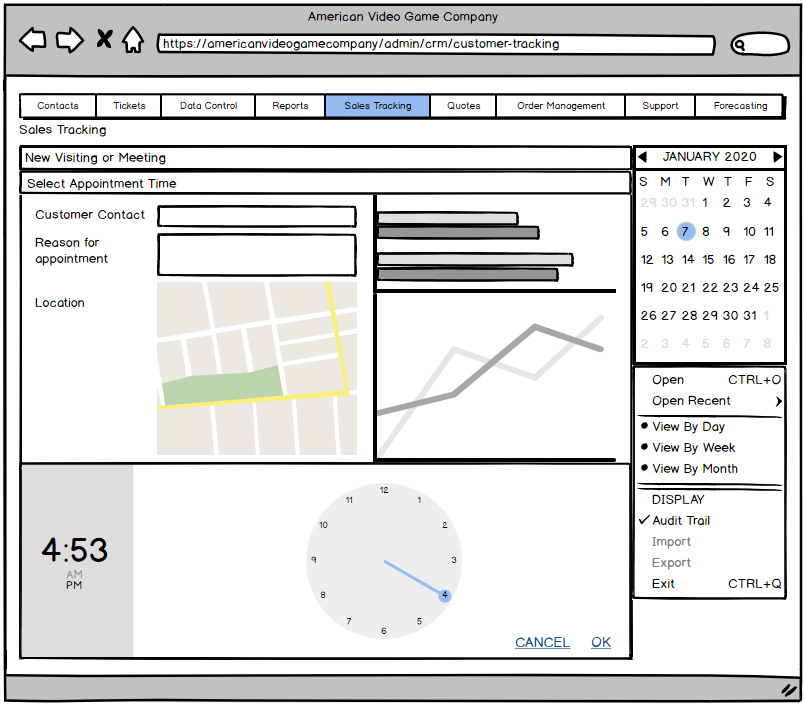 American Video Game Company
https://americanvideogamecompany/admin/crm/customer-tracking
Contacts Tickets Data Control Reports Sales Tracking Quotes Order Management Support Forecasting
Sales Tracking
New Visiting or Meeting
Select Appointment Time
Customer Contact
Reason for
appointment
Location
JANUARY 2020
S M T W T F S
29 30 31 1 2 3 4
5 6 7 8 9 10 11
12 13 14 15 16 17 18
19 20 21 22 23 24 25
26 27 28 29 30 31 1
2 3 4 5 6 7 8
Open CTRL+O
Open Recent
View By Day
View By Week
View By Month
DISPLAY
Audit Trail
Import
Export
Exit CTRL+Q
4:53
AM
PM
12
1
2
3
4
5
6
7
8
9
10
11
CANCEL OK